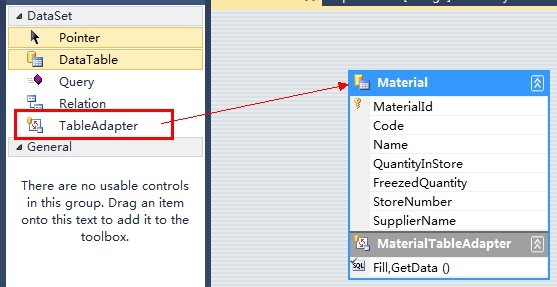 DataSet
Pointer
DataTable
Query
Relation
TableAdapter
General
There are no usable controls
in this group. Drag an item
onto this text to add it to the
toolbox.
Material
MaterialId
Code
Name
QuantityInStore
FreezedQuantity
StoreNumber
SupplierName
MaterialTableAdapter
SQL Fill,GetData ()